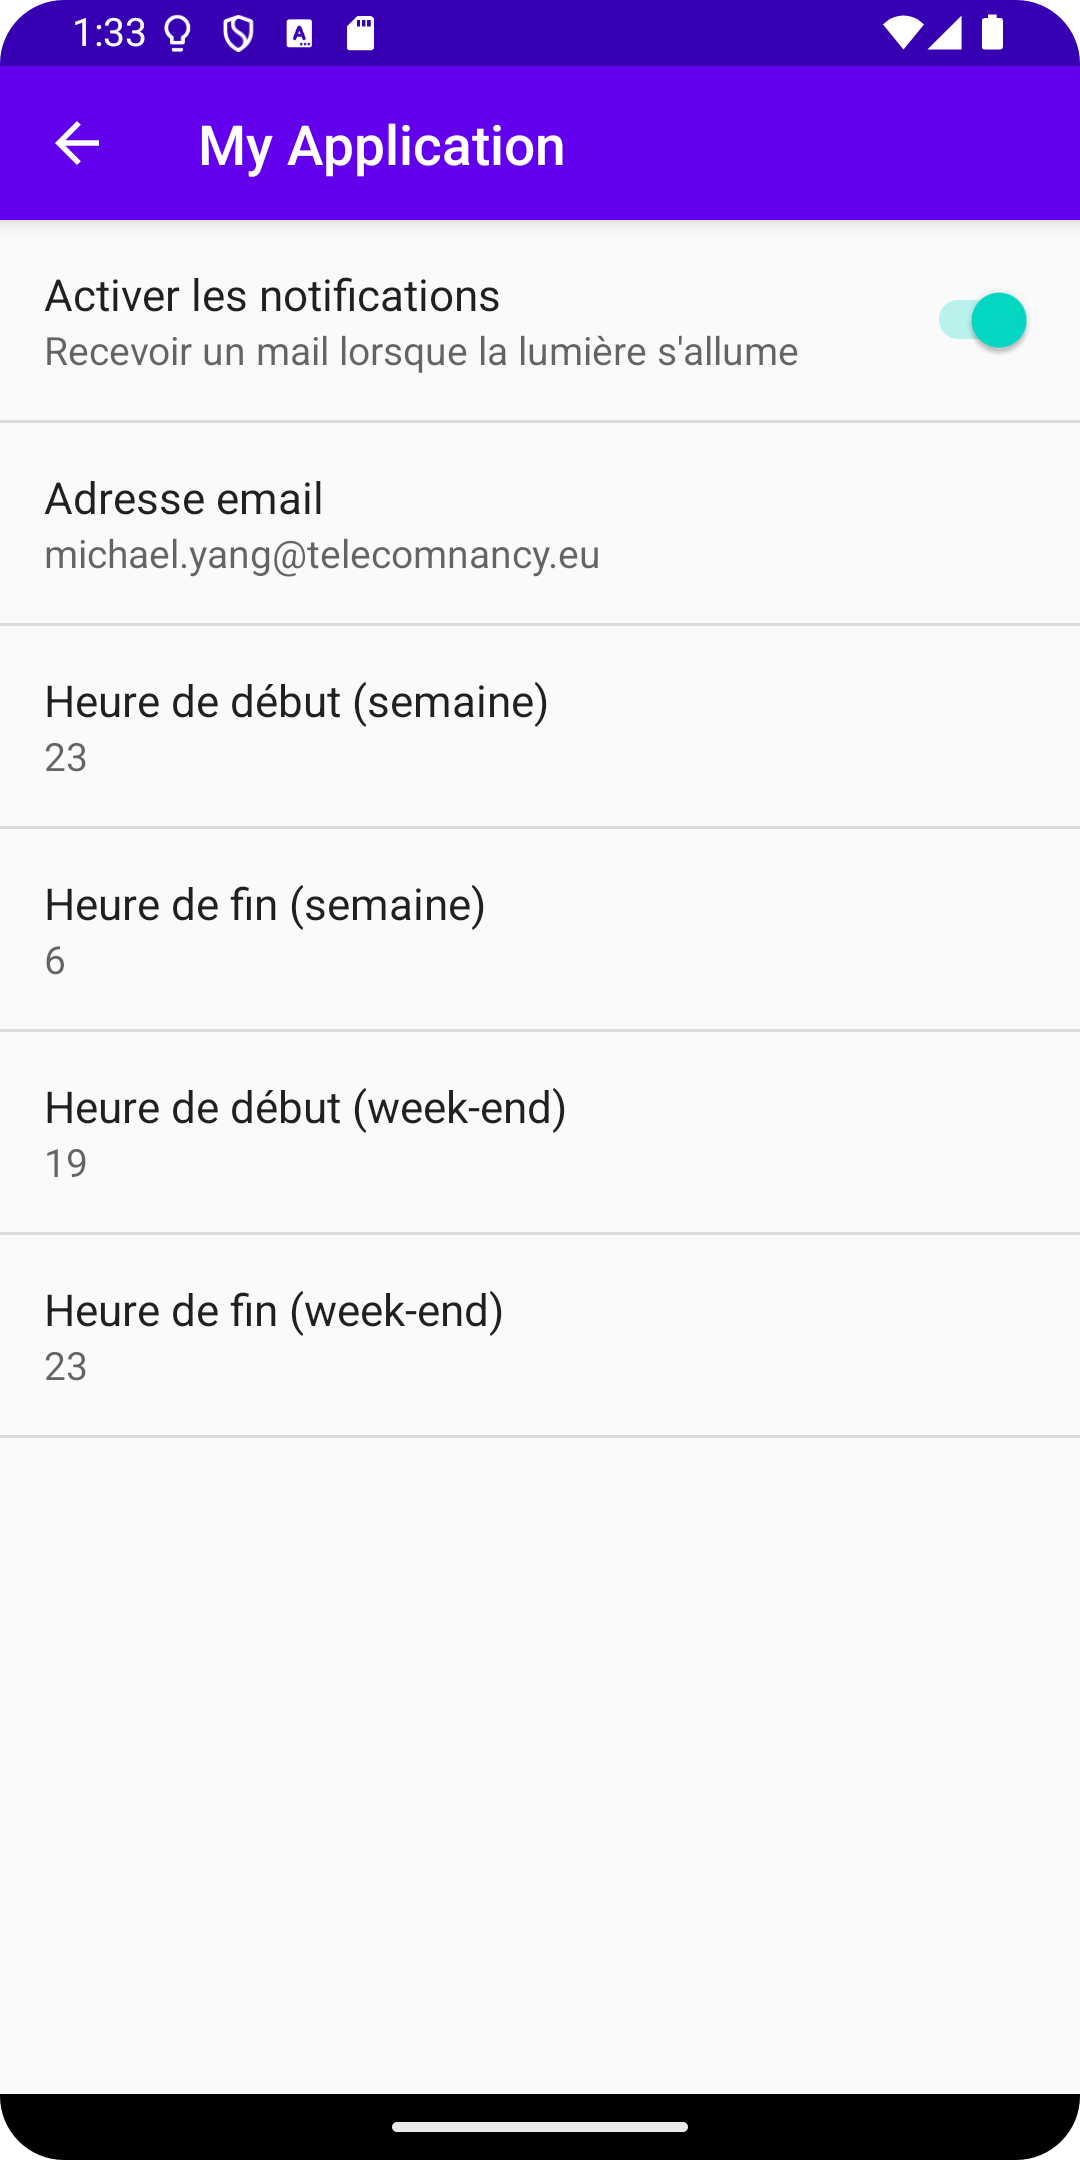 1:33
My Application
Activer les notifications
Recevoir un mail lorsque la lumière s'allume
Adresse email
michael.yang@telecomnancy.eu
Heure de début (semaine)
23
Heure de fin (semaine)
6
Heure de début (week-end)
19
Heure de fin (week-end)
23